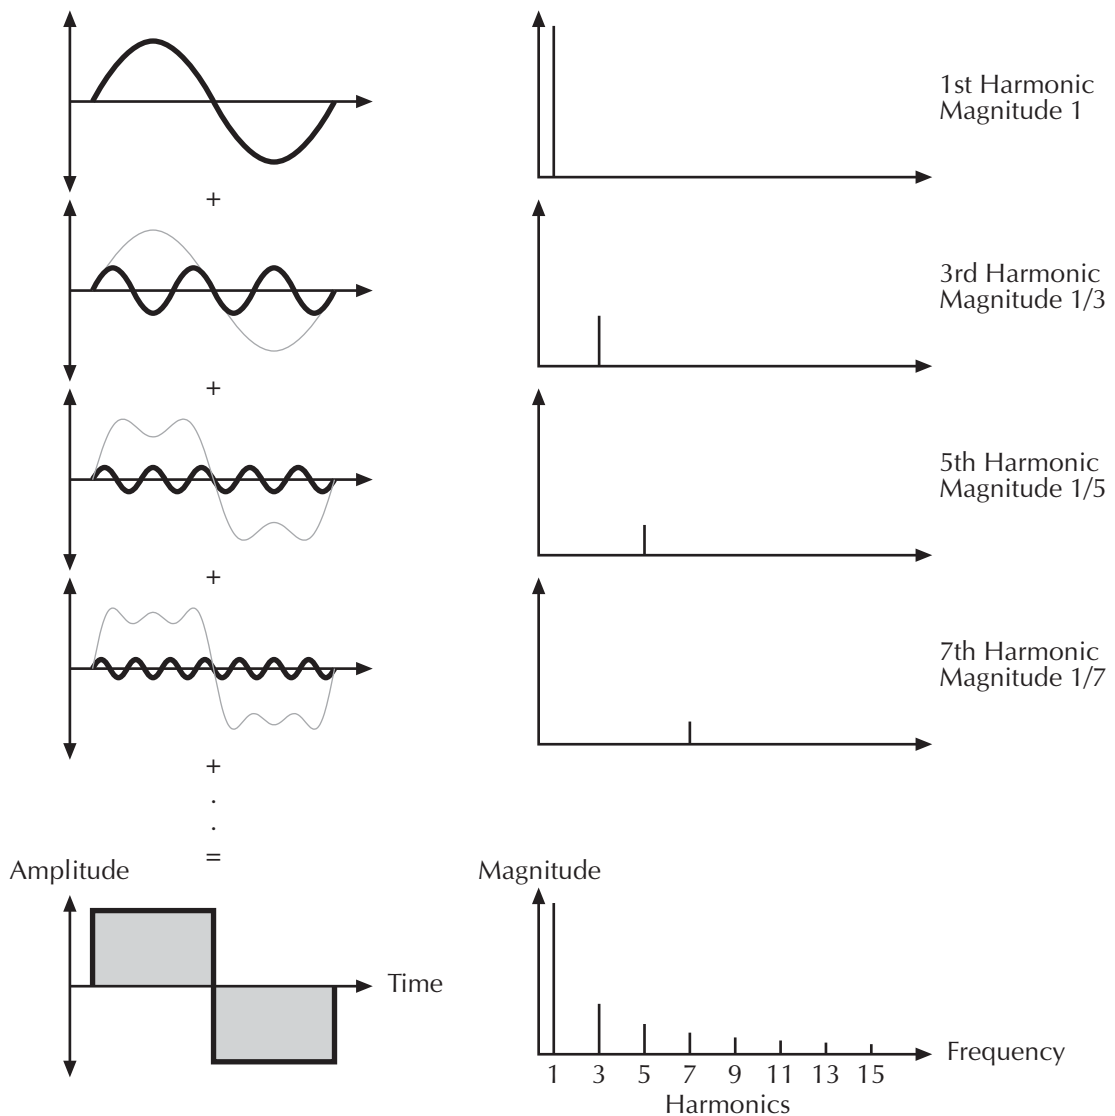 1st Harmonic
Magnitude 1
+
3rd Harmonic
Magnitude 1/3
+
5th Harmonic
Magnitude 1/5
+
7th Harmonic
Magnitude 1/7
+
.
.
=
Amplitude
Magnitude
Time
Frequency
1 3 5 7 9 11 13 15
Harmonics